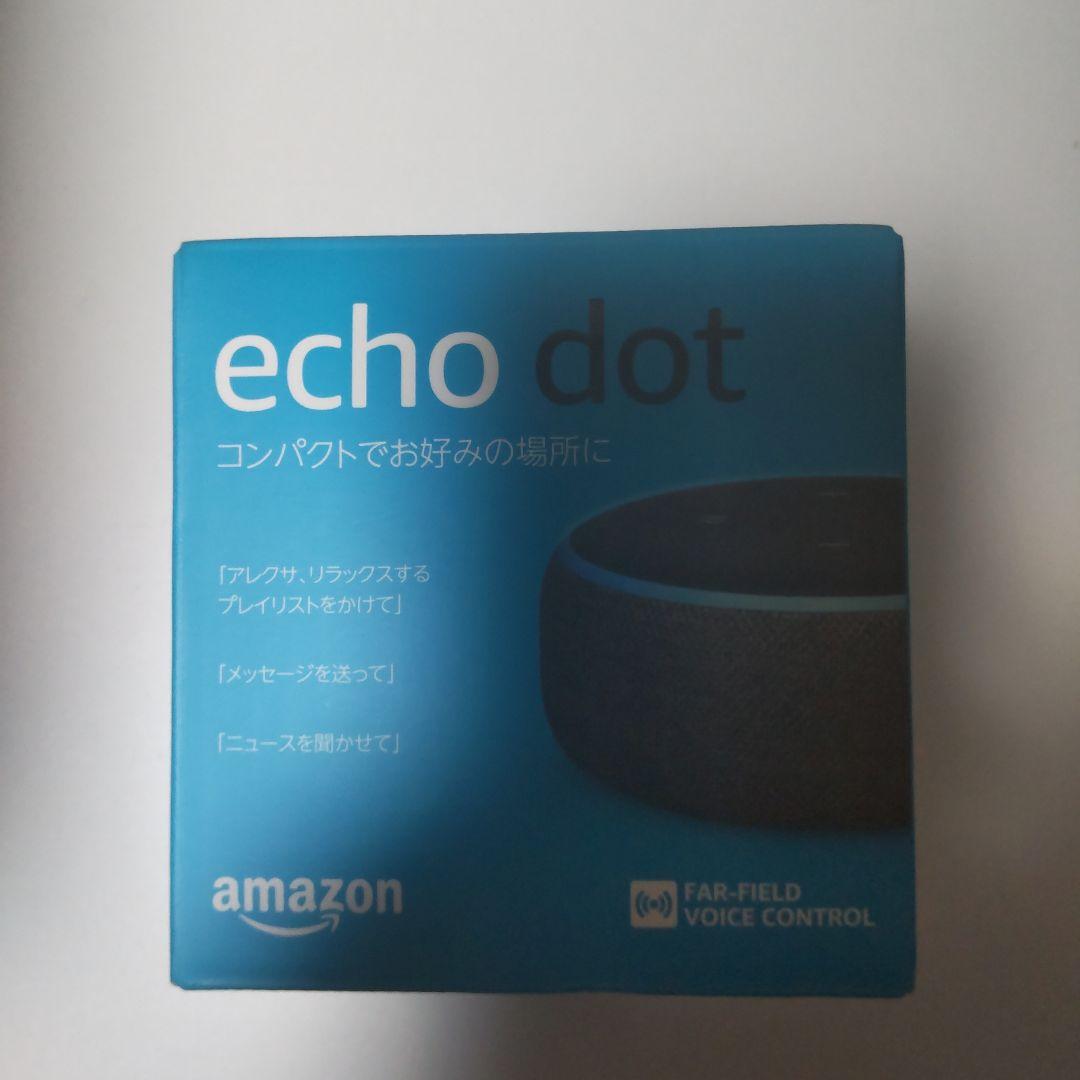 echo dot
コンパクトでお好みの場所に
「アレクサ、リラックスする
プレイリストをかけて」
「メッセージを送って」
「ニュースを聞かせて」
amazon
FAR-FIELD
VOICE CONTROL